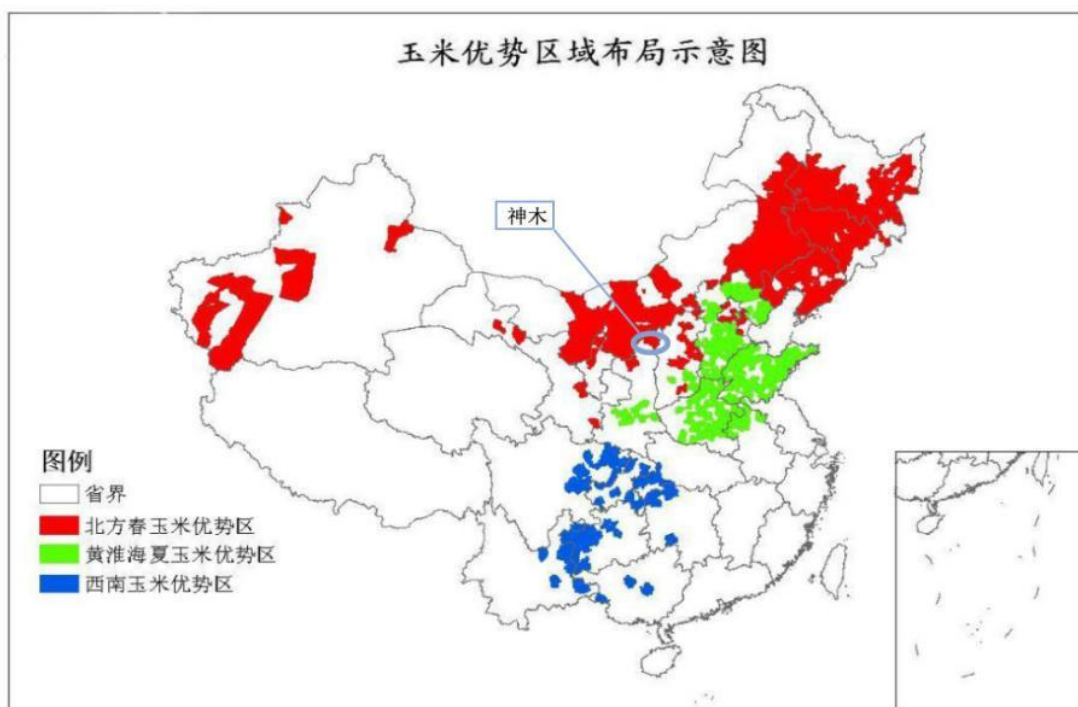 玉米优势区域布局示意图
神木
图例
省界
北方春玉米优势区
黄淮海夏玉米优势区
西南玉米优势区